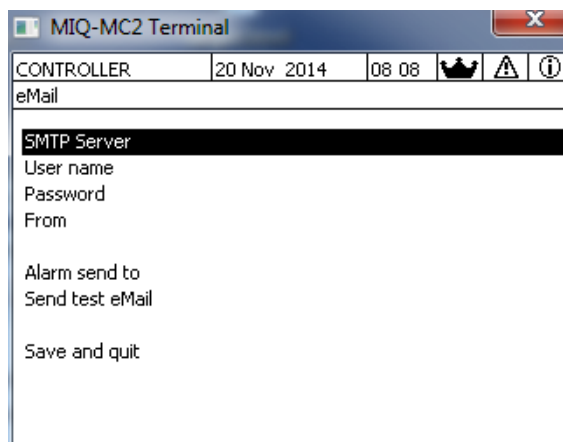 MIQ-MC2 Terminal
CONTROLLER 20 Nov 2014 08 08
eMail
SMTP Server
User name
Password
From
Alarm send to
Send test eMail
Save and quit